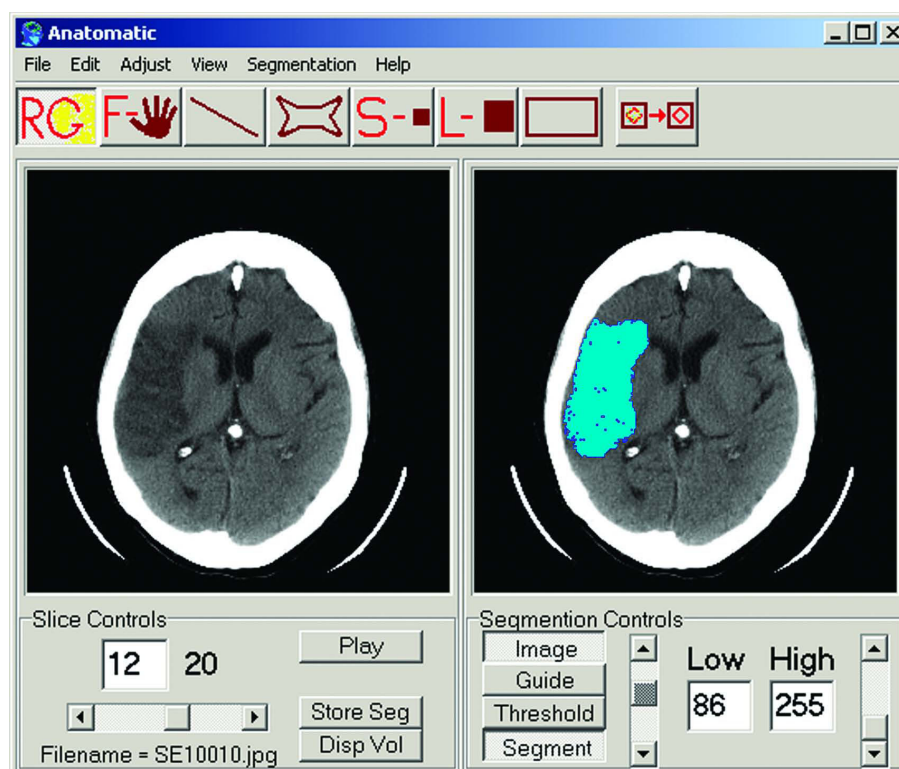 Anatomatic
File Edit Adjust View Segmentation Help
RG F- S- L-
Slice Controls
12 20
Play
Store Seg
Disp Vol
Filename = SE10010.jpg
Segmention Controls
Image
Guide
Threshold
Segment
Low High
86 255